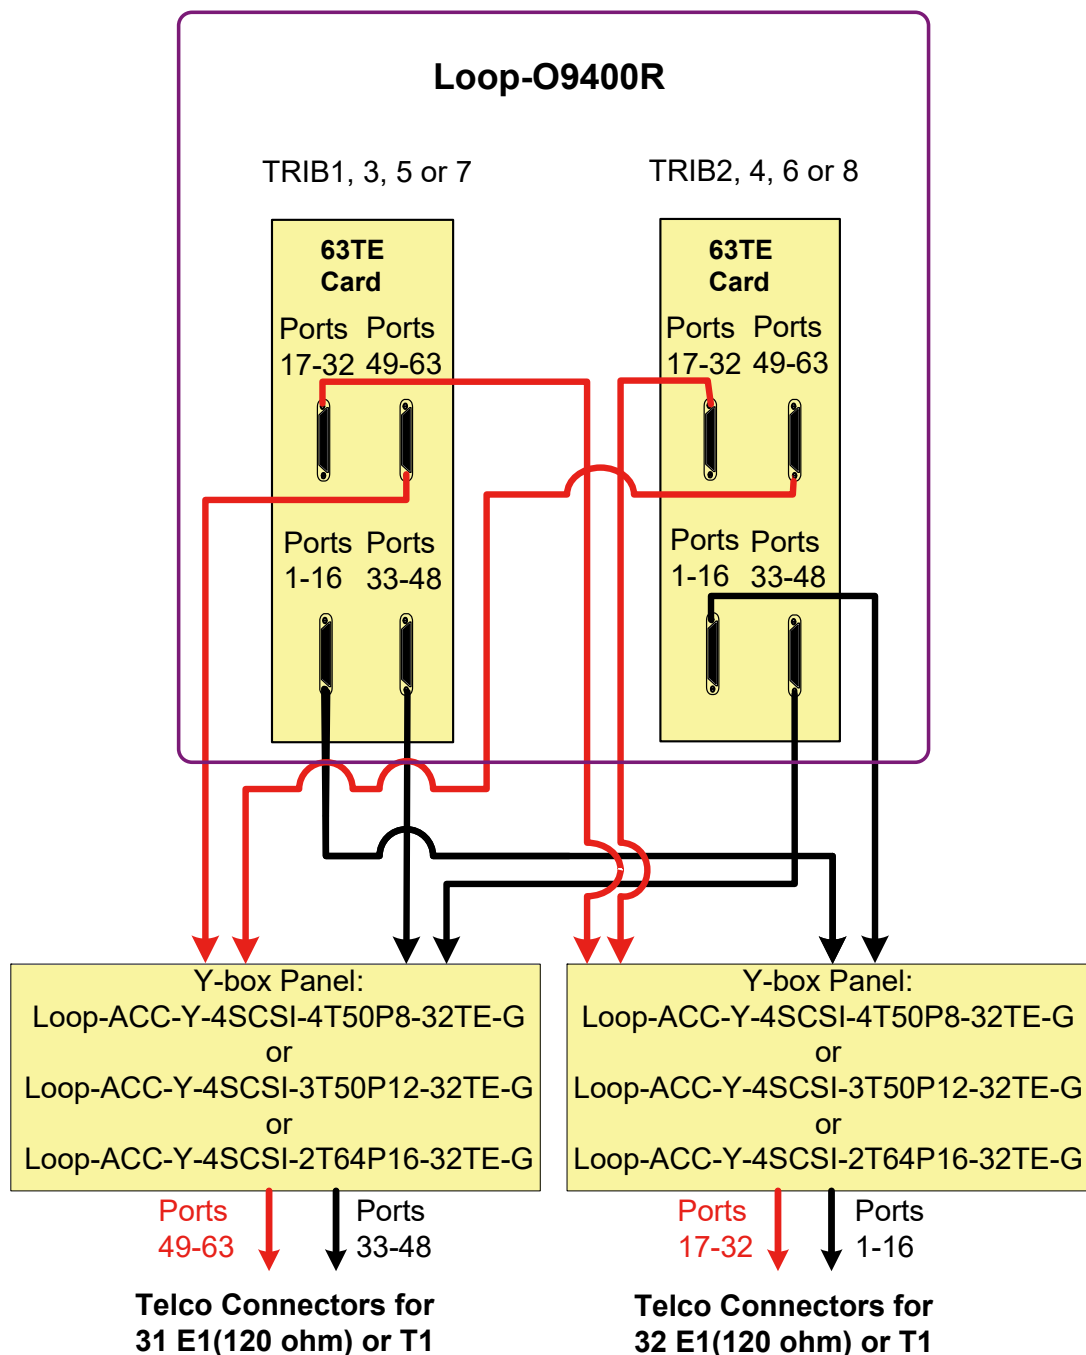 Loop-O9400R
TRIB1, 3, 5 or 7
63TE
Card
Ports
17-32
Ports
49-63
Ports
1-16
Ports
33-48
TRIB2, 4, 6 or 8
63TE
Card
Ports
17-32
Ports
49-63
Ports
1-16
Ports
33-48
Y-box Panel:
Loop-ACC-Y-4SCSI-4T50P8-32TE-G
or
Loop-ACC-Y-4SCSI-3T50P12-32TE-G
or
Loop-ACC-Y-4SCSI-2T64P16-32TE-G
Ports
49-63
Ports
33-48
Telco Connectors for
31 E1(120 ohm) or T1
Y-box Panel:
Loop-ACC-Y-4SCSI-4T50P8-32TE-G
or
Loop-ACC-Y-4SCSI-3T50P12-32TE-G
or
Loop-ACC-Y-4SCSI-2T64P16-32TE-G
Ports
17-32
Ports
1-16
Telco Connectors for
32 E1(120 ohm) or T1